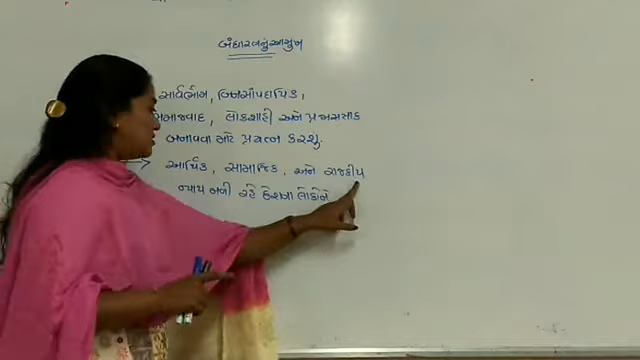 બંધારણનું આમુખ
સાર્વભૌમ, બિનસાંપ્રદાયિક,
સમાજવાદ, લોકશાહી અને પ્રજાસત્તાક
બનાવવા માટે પ્રયત્ન કરશુ.
→ આર્થિક, સામાજિક, અને રાજકીય
ન્યાય મળી રહે દેશના લોકોને